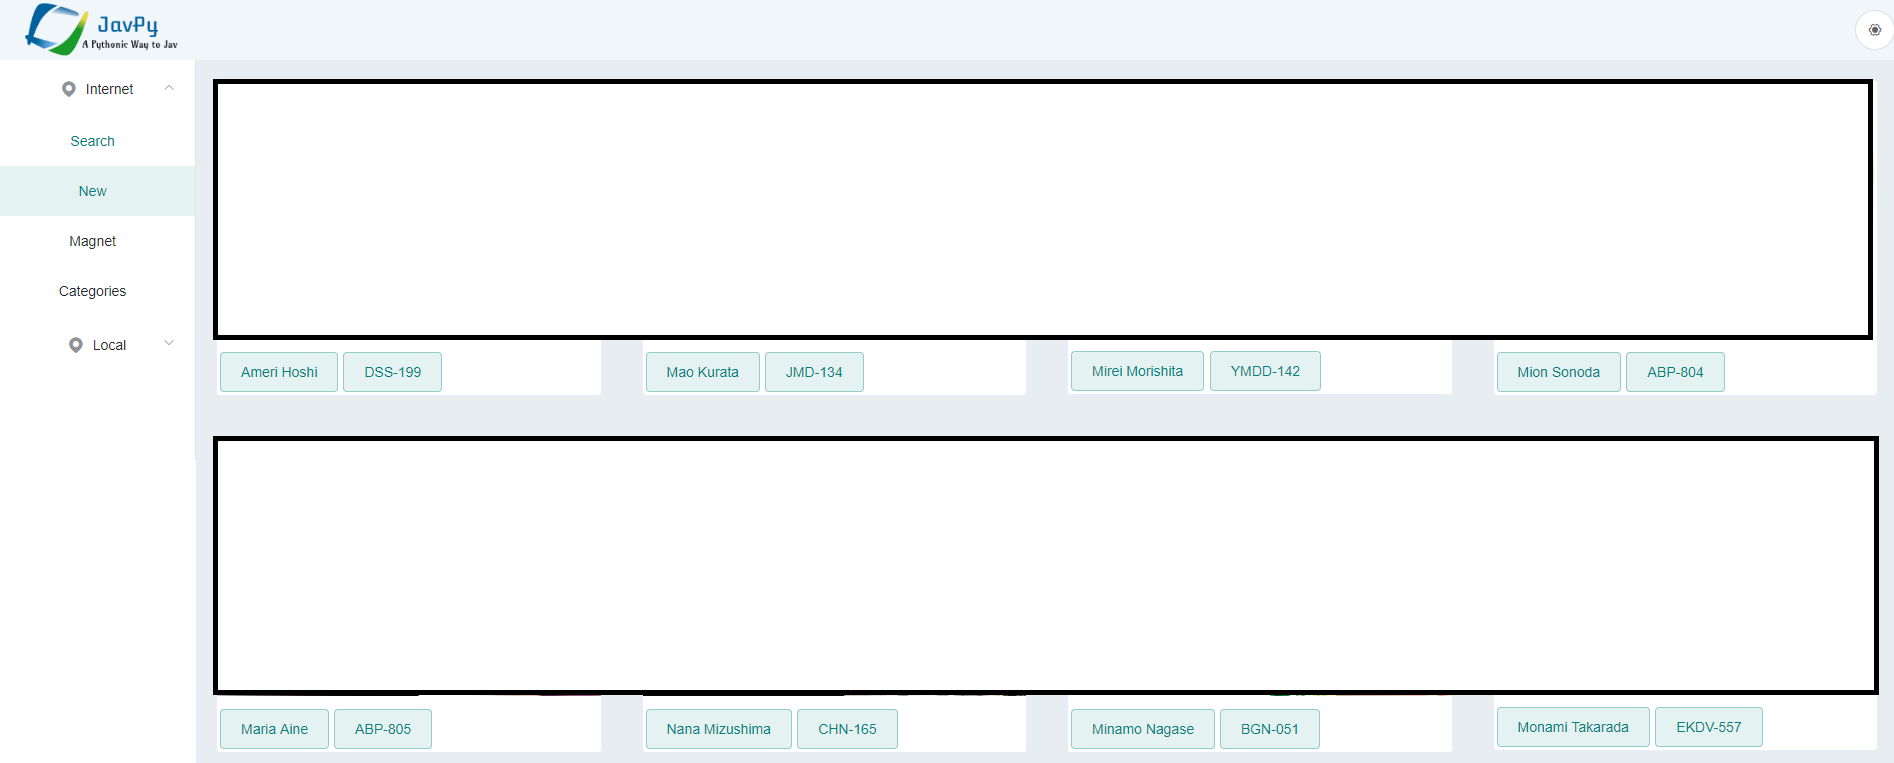 JavPy
A Pythonic Way to Jav
Internet
Search
New
Magnet
Categories
Local
Ameri Hoshi DSS-199 Mao Kurata JMD-134 Mirei Morishita YMDD-142 Mion Sonoda ABP-804
Maria Aine ABP-805 Nana Mizushima CHN-165 Minamo Nagase BGN-051 Monami Takarada EKDV-557